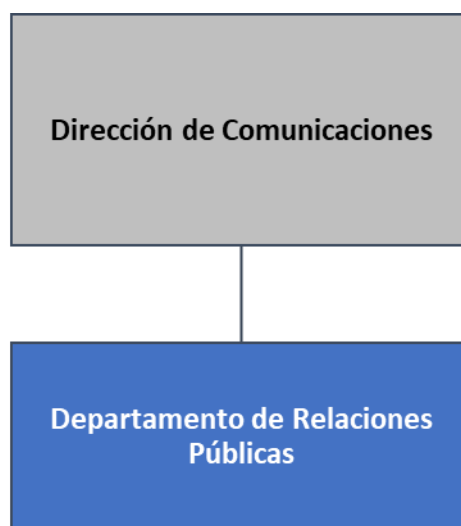 Dirección de Comunicaciones
Departamento de Relaciones
Públicas